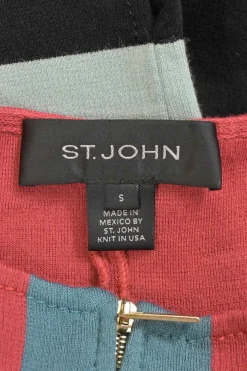 ST. JOHN
S
MADE IN
MEXICO BY
ST. JOHN
KNIT IN USA